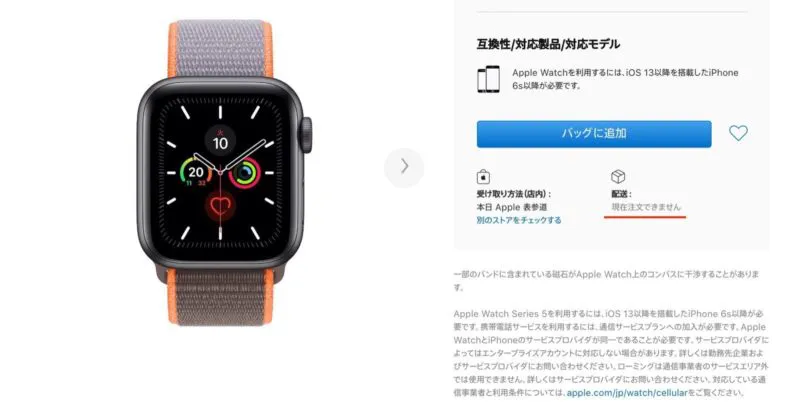 互換性/対応製品/対応モデル
Apple Watchを利用するには、iOS 13以降を搭載したiPhone
6s以降が必要です。
バッグに追加
受け取り方法（店内）：
本日 Apple 表参道
別のストアをチェックする
配送：
現在注文できません
火
10
20
11 33
一部のバンドに含まれている磁石がApple Watch上のコンパスに干渉することがありま
す。
Apple Watch Series 5を利用するには、iOS 13以降を搭載したiPhone 6s以降が必
要です。携帯電話サービスを利用するには、通信サービスプランへの加入が必要です。Apple
WatchとiPhoneのサービスプロバイダが同一であることが必要です。サービスプロバイダに
よってはエンタープライズアカウントに対応しない場合があります。詳しくは勤務先企業およ
びサービスプロバイダにお問い合わせください。ローミングは通信事業者のサービスエリア外
では使用できません。詳しくはサービスプロバイダにお問い合わせください。対応している通
信事業者と利用条件については、apple.com/jp/watch/cellularをご覧ください。